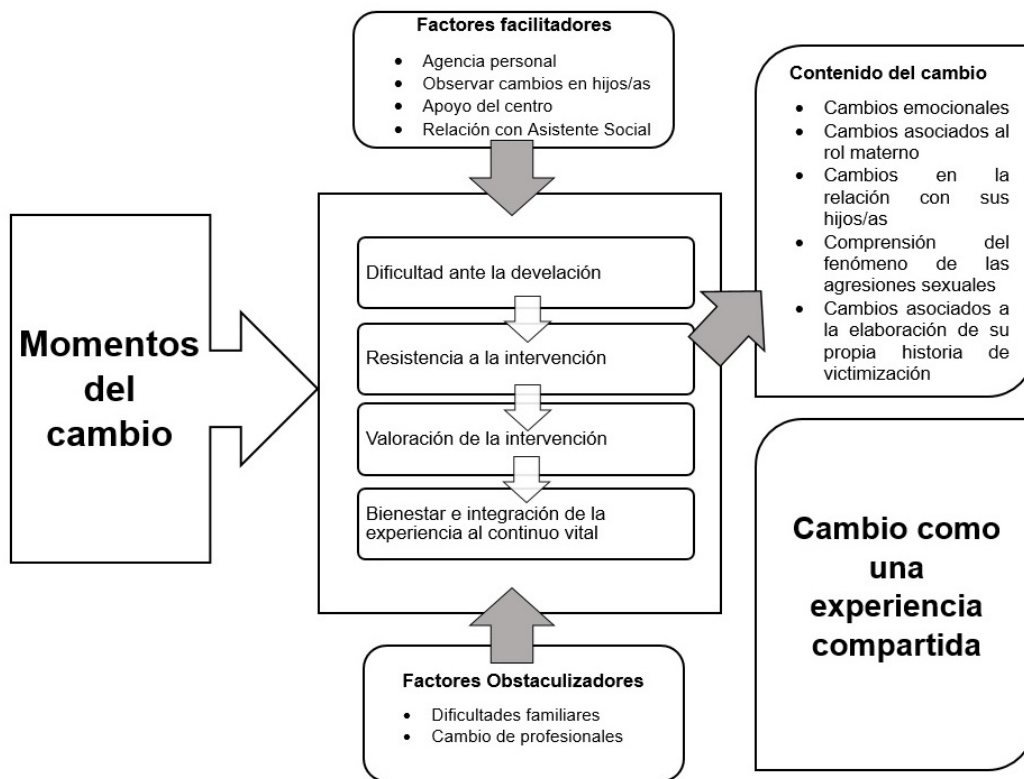 Factores facilitadores
• Agencia personal
• Observar cambios en hijos/as
• Apoyo del centro
• Relación con Asistente Social
Contenido del cambio
• Cambios emocionales
• Cambios asociados al
rol materno
• Cambios en la
relación con sus
hijos/as
• Comprensión del
fenómeno de las
agresiones sexuales
• Cambios asociados a
la elaboración de su
propia historia de
victimización
Momentos
del
cambio
Dificultad ante la develación
Resistencia a la intervención
Valoración de la intervención
Bienestar e integración de la
experiencia al continuo vital
Cambio como
una
experiencia
compartida
Factores Obstaculizadores
• Dificultades familiares
• Cambio de profesionales